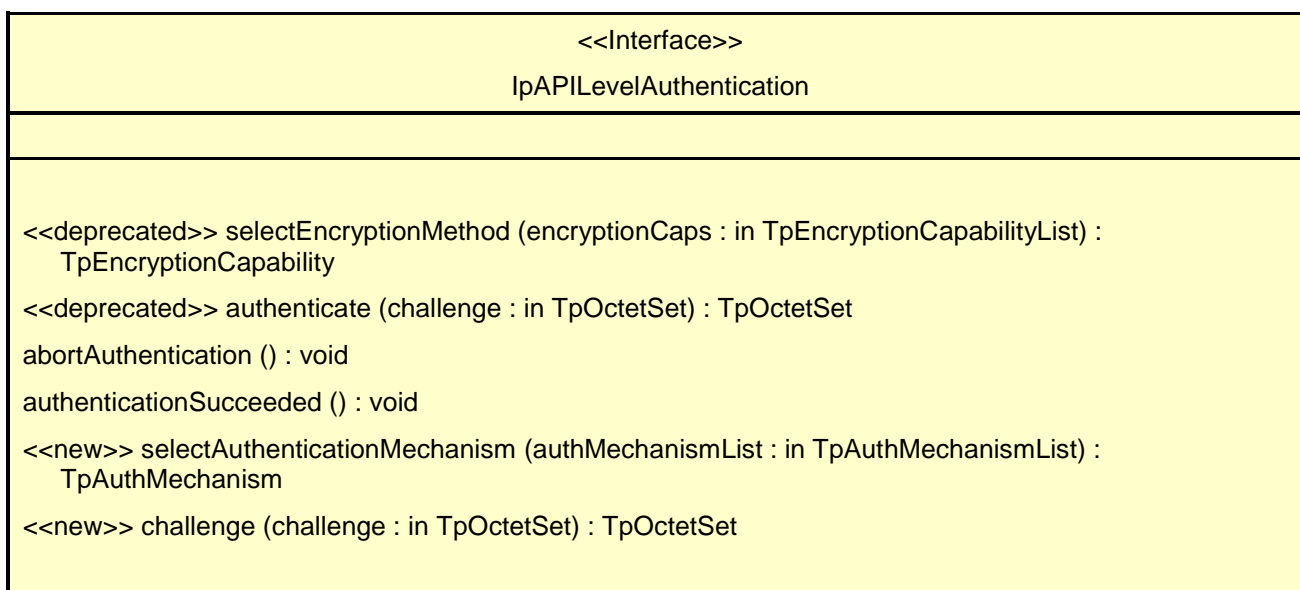 <<Interface>>
IpAPILevelAuthentication
<<deprecated>> selectEncryptionMethod (encryptionCaps : in TpEncryptionCapabilityList) :
TpEncryptionCapability
<<deprecated>> authenticate (challenge : in TpOctetSet) : TpOctetSet
abortAuthentication () : void
authenticationSucceeded () : void
<<new>> selectAuthenticationMechanism (authMechanismList : in TpAuthMechanismList) :
TpAuthMechanism
<<new>> challenge (challenge : in TpOctetSet) : TpOctetSet